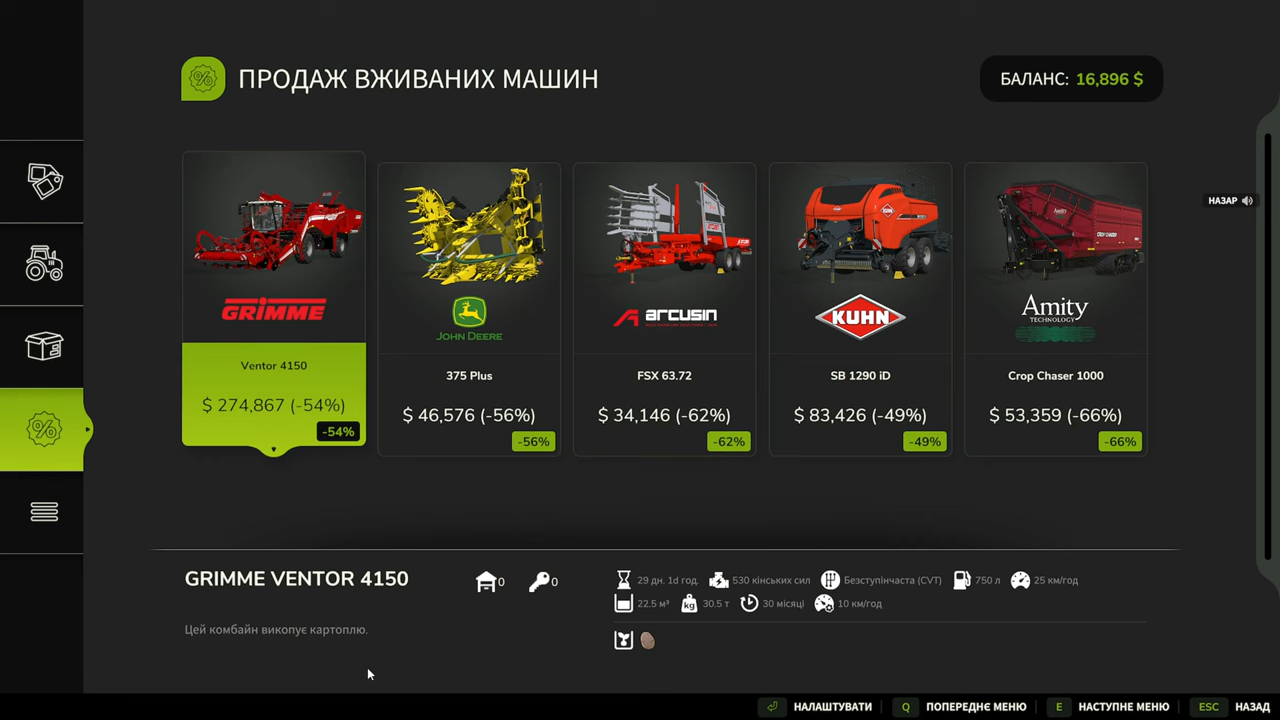 ПРОДАЖ ВЖИВАНИХ МАШИН
БАЛАНС: 16,896 $
НАЗАР
GRIMME
Ventor 4150
$ 274,867 (-54%)
-54%
JOHN DEERE
375 Plus
$ 46,576 (-56%)
-56%
arcusin
FSX 63.72
$ 34,146 (-62%)
-62%
KUHN
SB 1290 iD
$ 83,426 (-49%)
-49%
Amity
TECHNOLOGY
Crop Chaser 1000
$ 53,359 (-66%)
-66%
GRIMME VENTOR 4150
0
0
29 дн. 1d год.
530 кінських сил
Безступінчаста (CVT)
750 л
25 км/год
22.5 м³
kg
30.5 т
30 місяці
10 км/год
Цей комбайн викопує картоплю.
НАЛАШТУВАТИ
Q ПОПЕРЕДНЄ МЕНЮ
E НАСТУПНЕ МЕНЮ
ESC НАЗАД